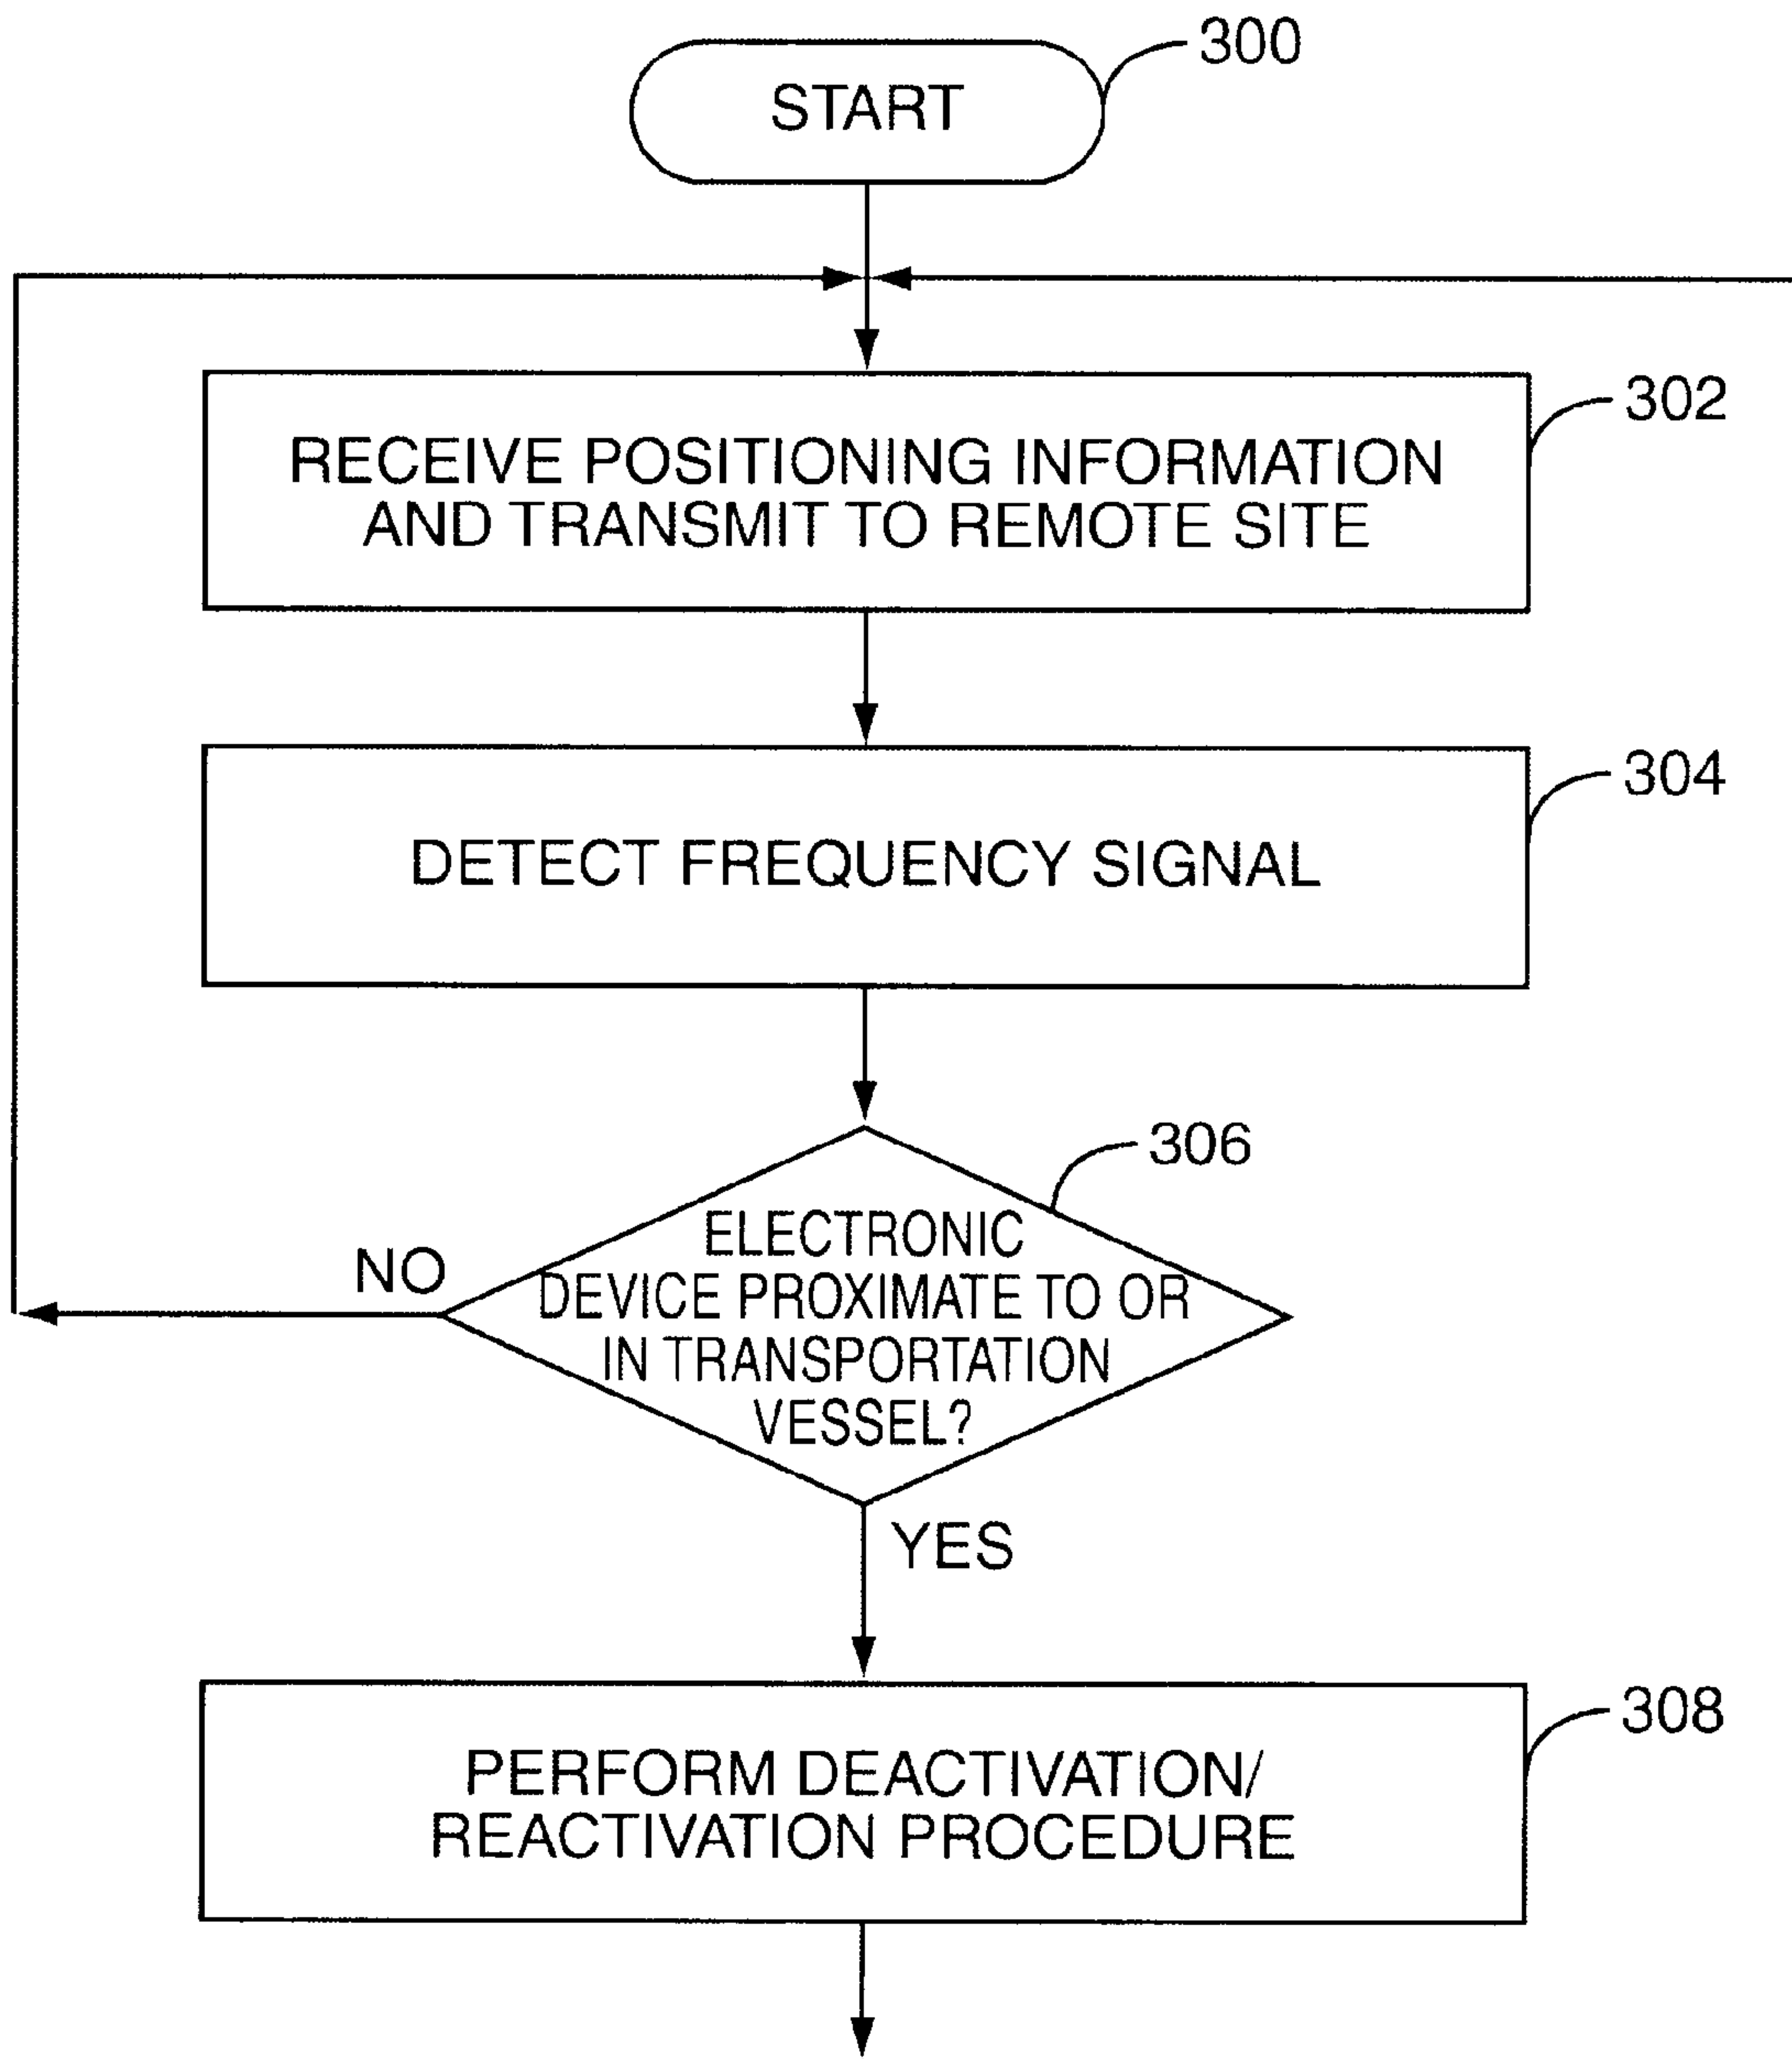 300
START
302
RECEIVE POSITIONING INFORMATION
AND TRANSMIT TO REMOTE SITE
304
DETECT FREQUENCY SIGNAL
306
ELECTRONIC
DEVICE PROXIMATE TO OR
IN TRANSPORTATION
VESSEL?
NO
YES
308
PERFORM DEACTIVATION/
REACTIVATION PROCEDURE